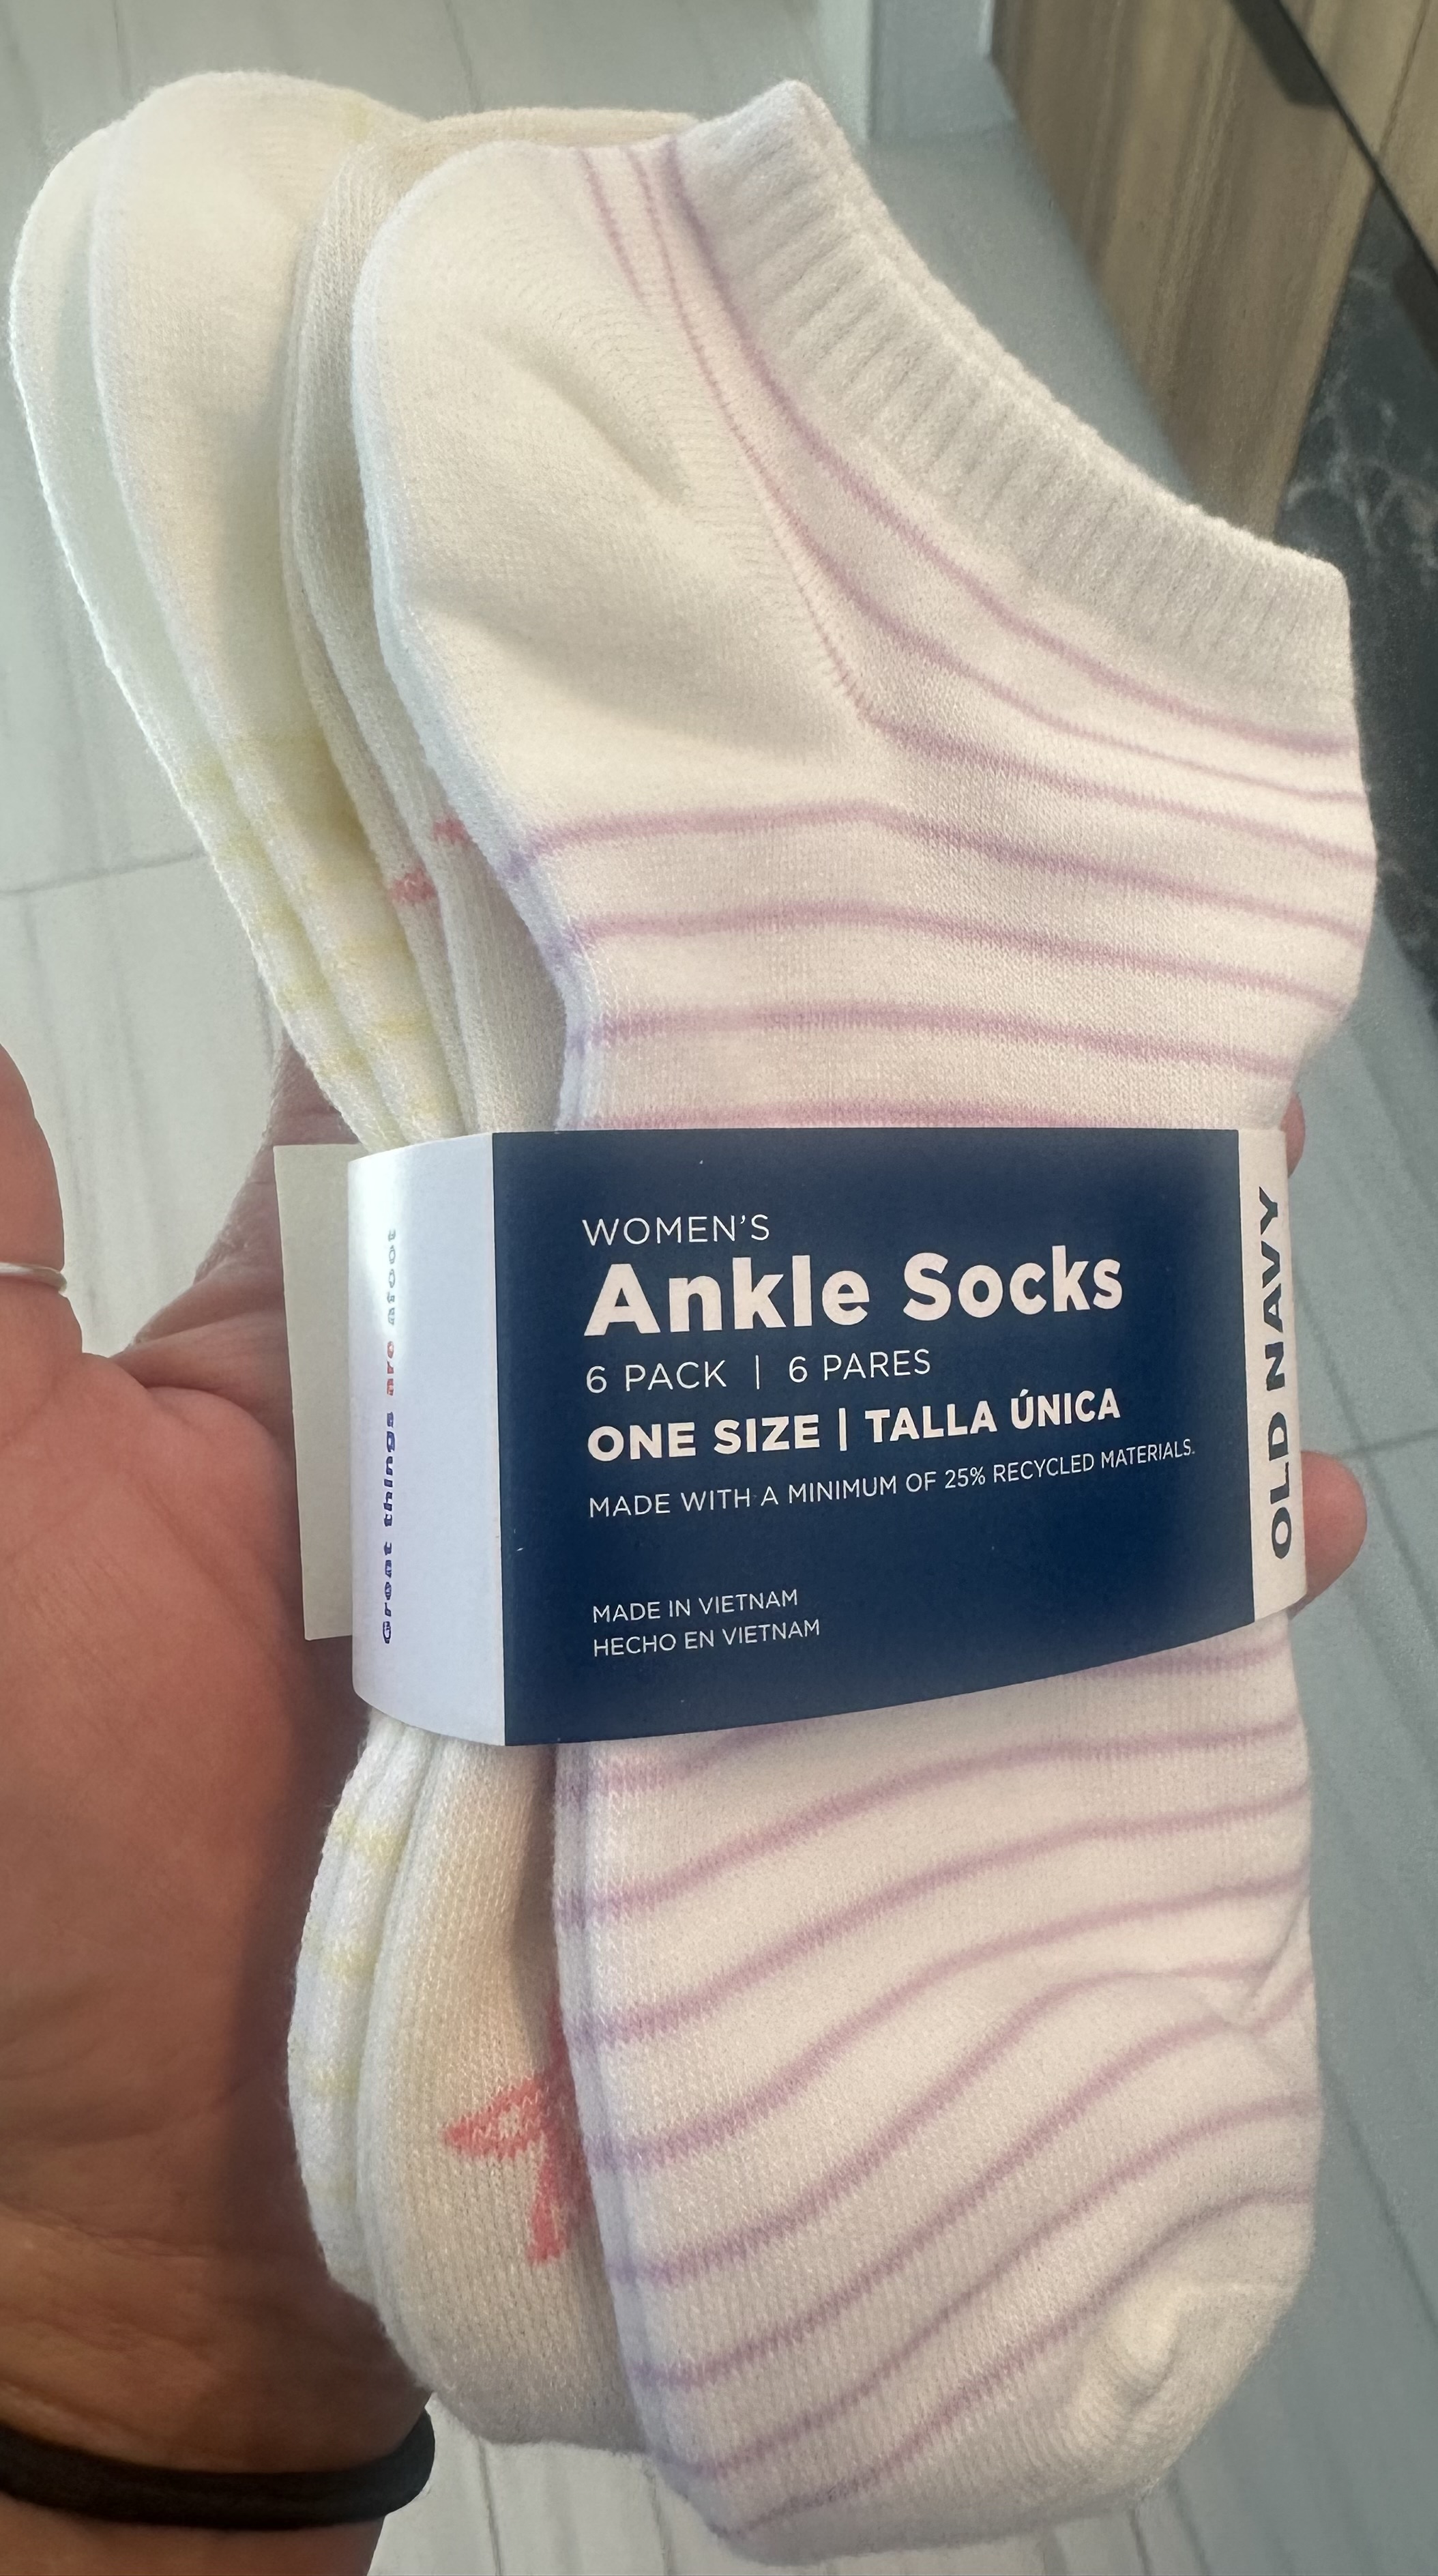 WOMEN'S
Ankle Socks
6 PACK | 6 PARES
ONE SIZE | TALLA ÚNICA
MADE WITH A MINIMUM OF 25% RECYCLED MATERIALS.
MADE IN VIETNAM
HECHO EN VIETNAM
OLD NAVY
Great things are